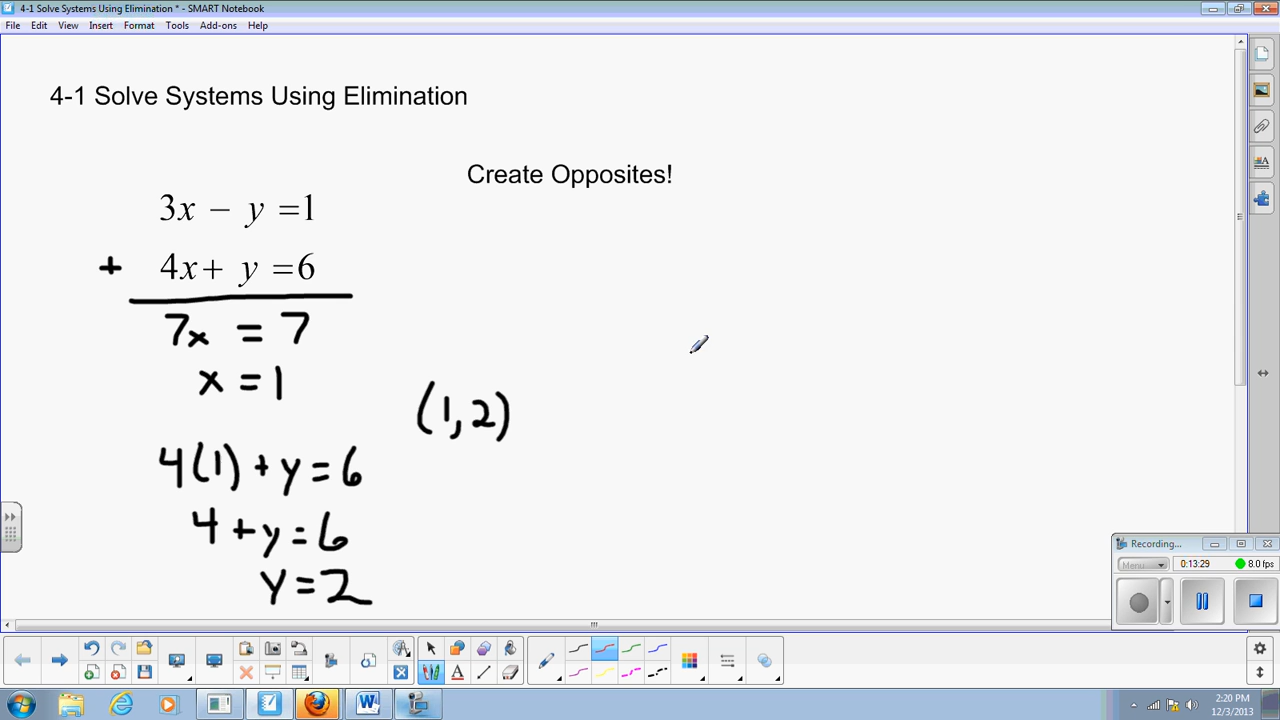 4-1 Solve Systems Using Elimination * - SMART Notebook
File Edit View Insert Format Tools Add-ons Help
4-1 Solve Systems Using Elimination
Create Opposites!
3x − y =1
+ 4x+ y =6
7x = 7
x = 1
(1,2)
4(1) + y = 6
4 + y = 6
y = 2
Recording...
Menu 0:13:29 8.0 fps
2:20 PM
12/3/2013